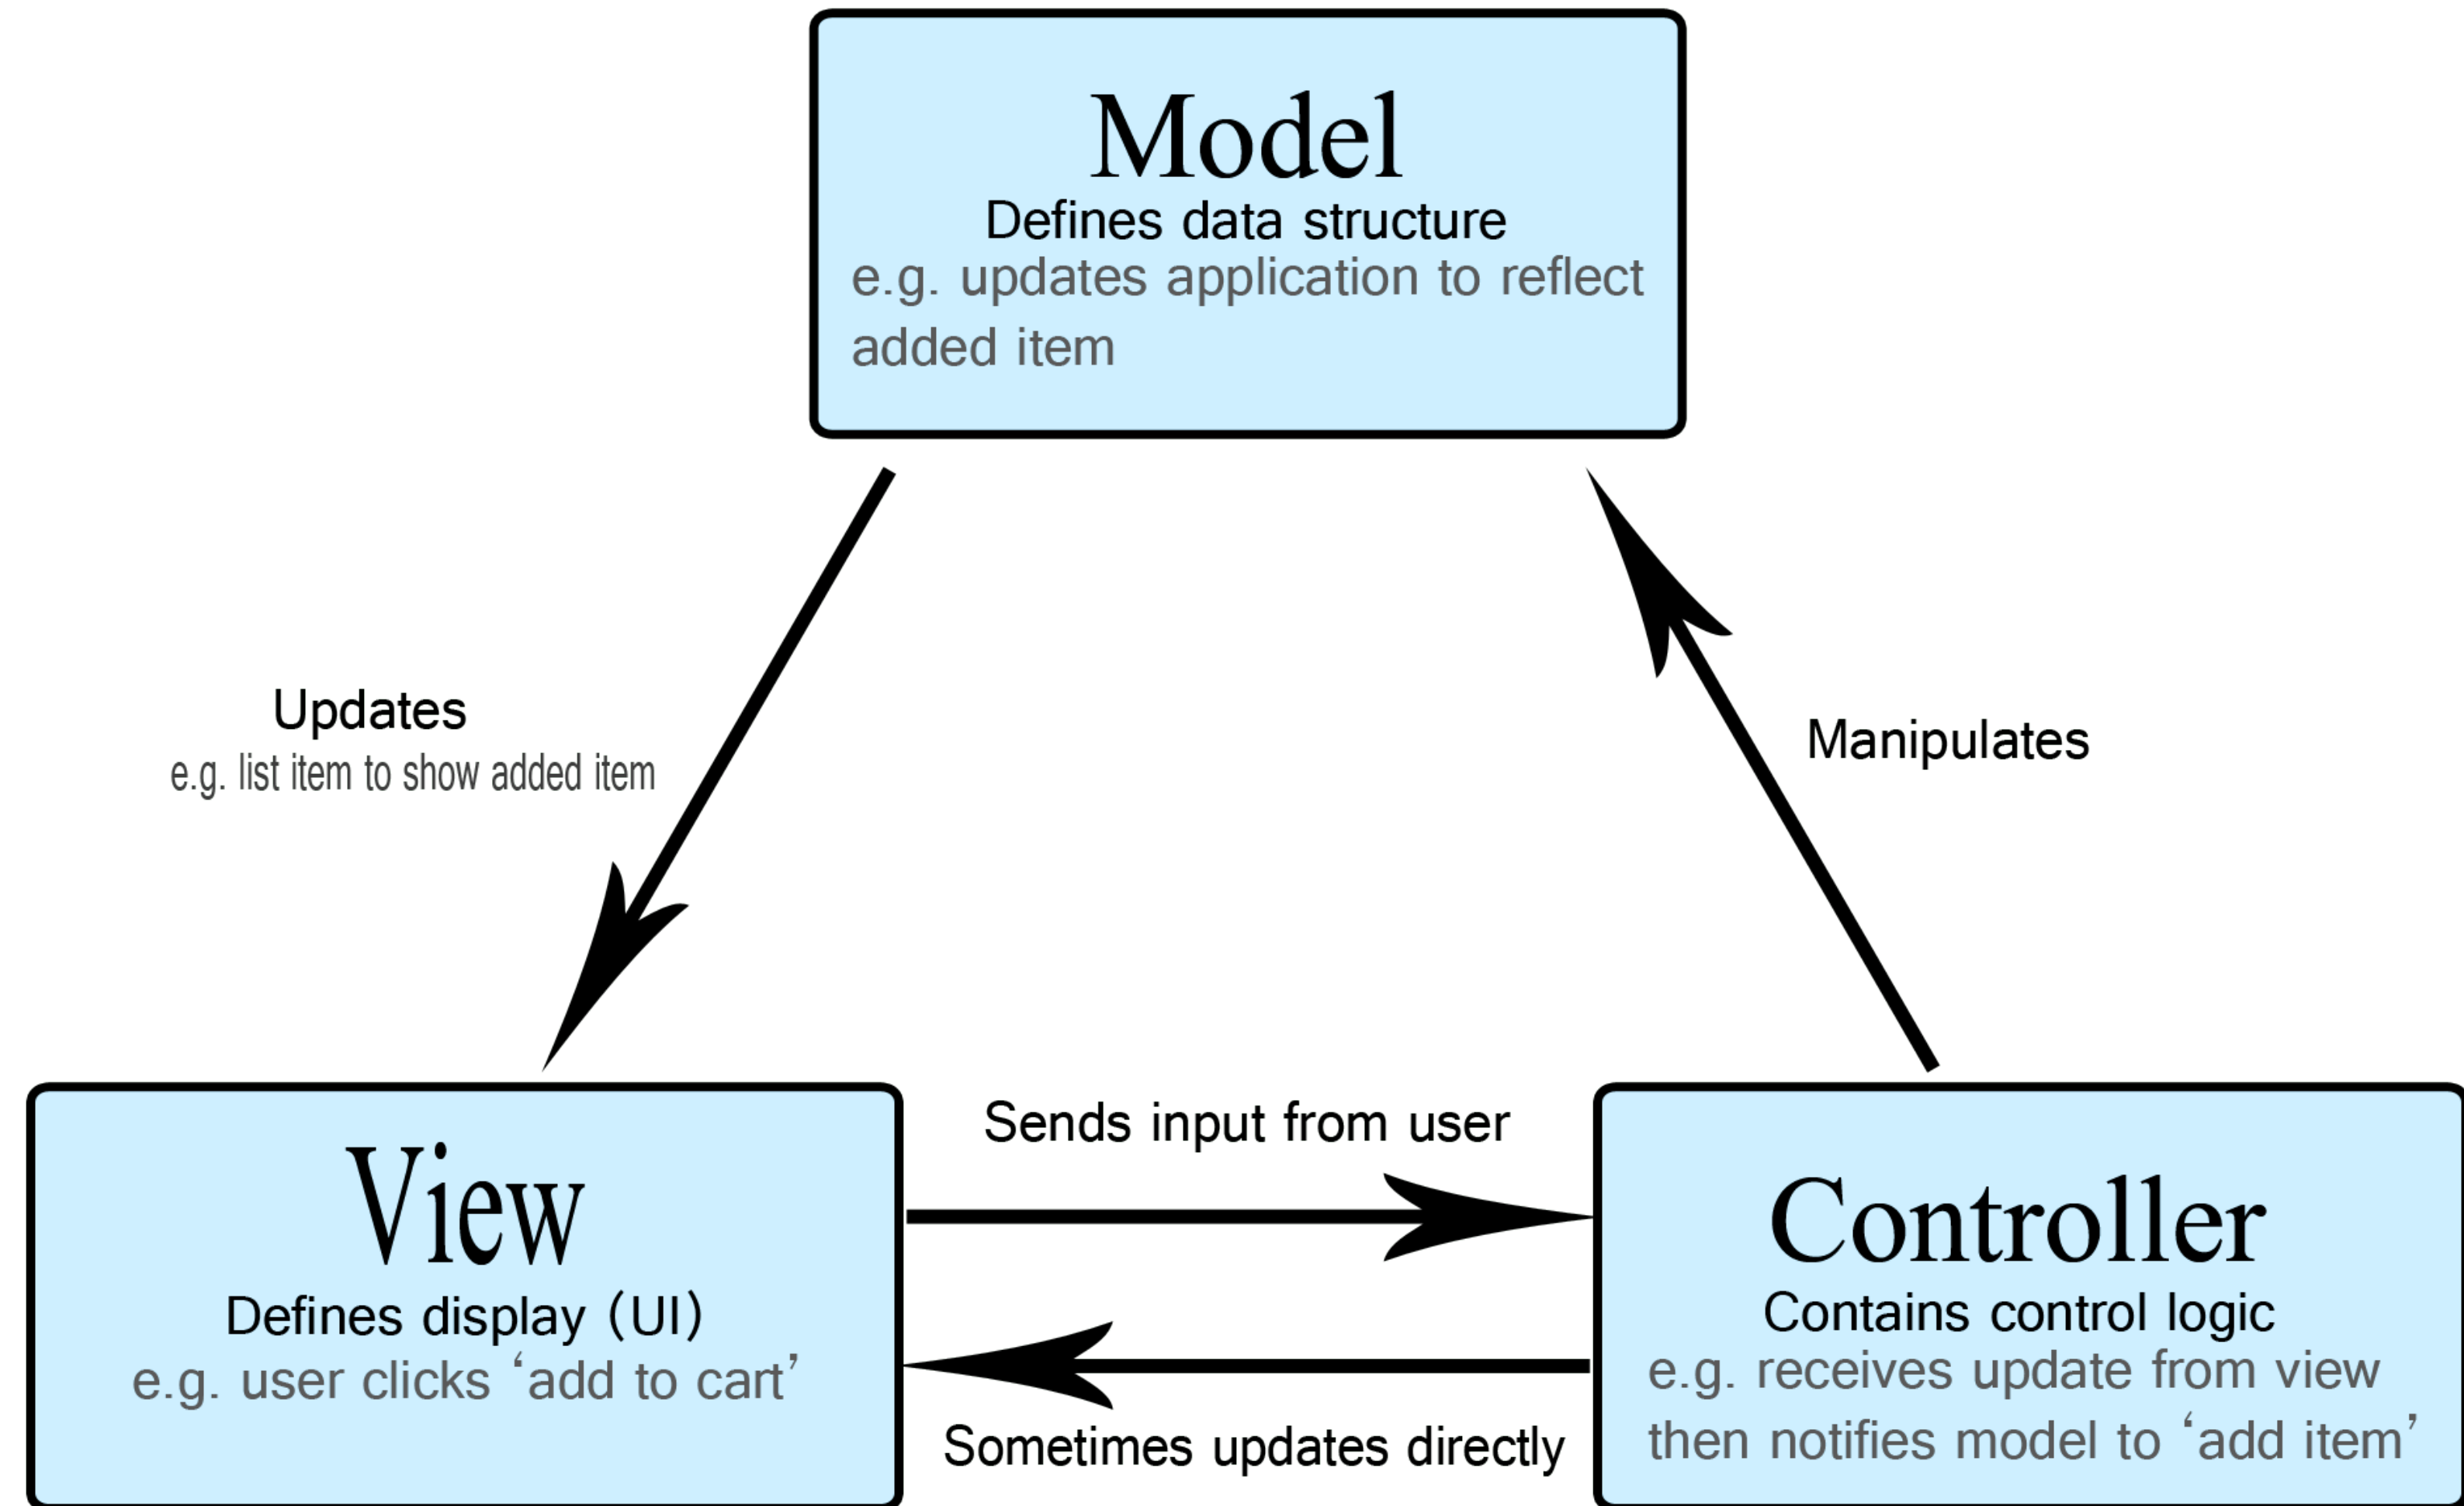 Model
Defines data structure
e.g. updates application to reflect
added item
Updates
e.g. list item to show added item
Manipulates
Sends input from user
View
Defines display (UI)
e.g. user clicks ‘add to cart’
Controller
Contains control logic
e.g. receives update from view
then notifies model to ‘add item’
Sometimes updates directly